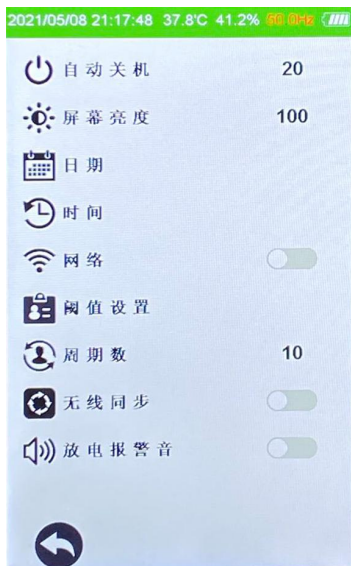 2021/05/08 21:17:48 37.8℃ 41.2% 50.0Hz
自动关机 20
屏幕亮度 100
日期
时间
网络
阈值设置
周期数 10
无线同步
放电报警音